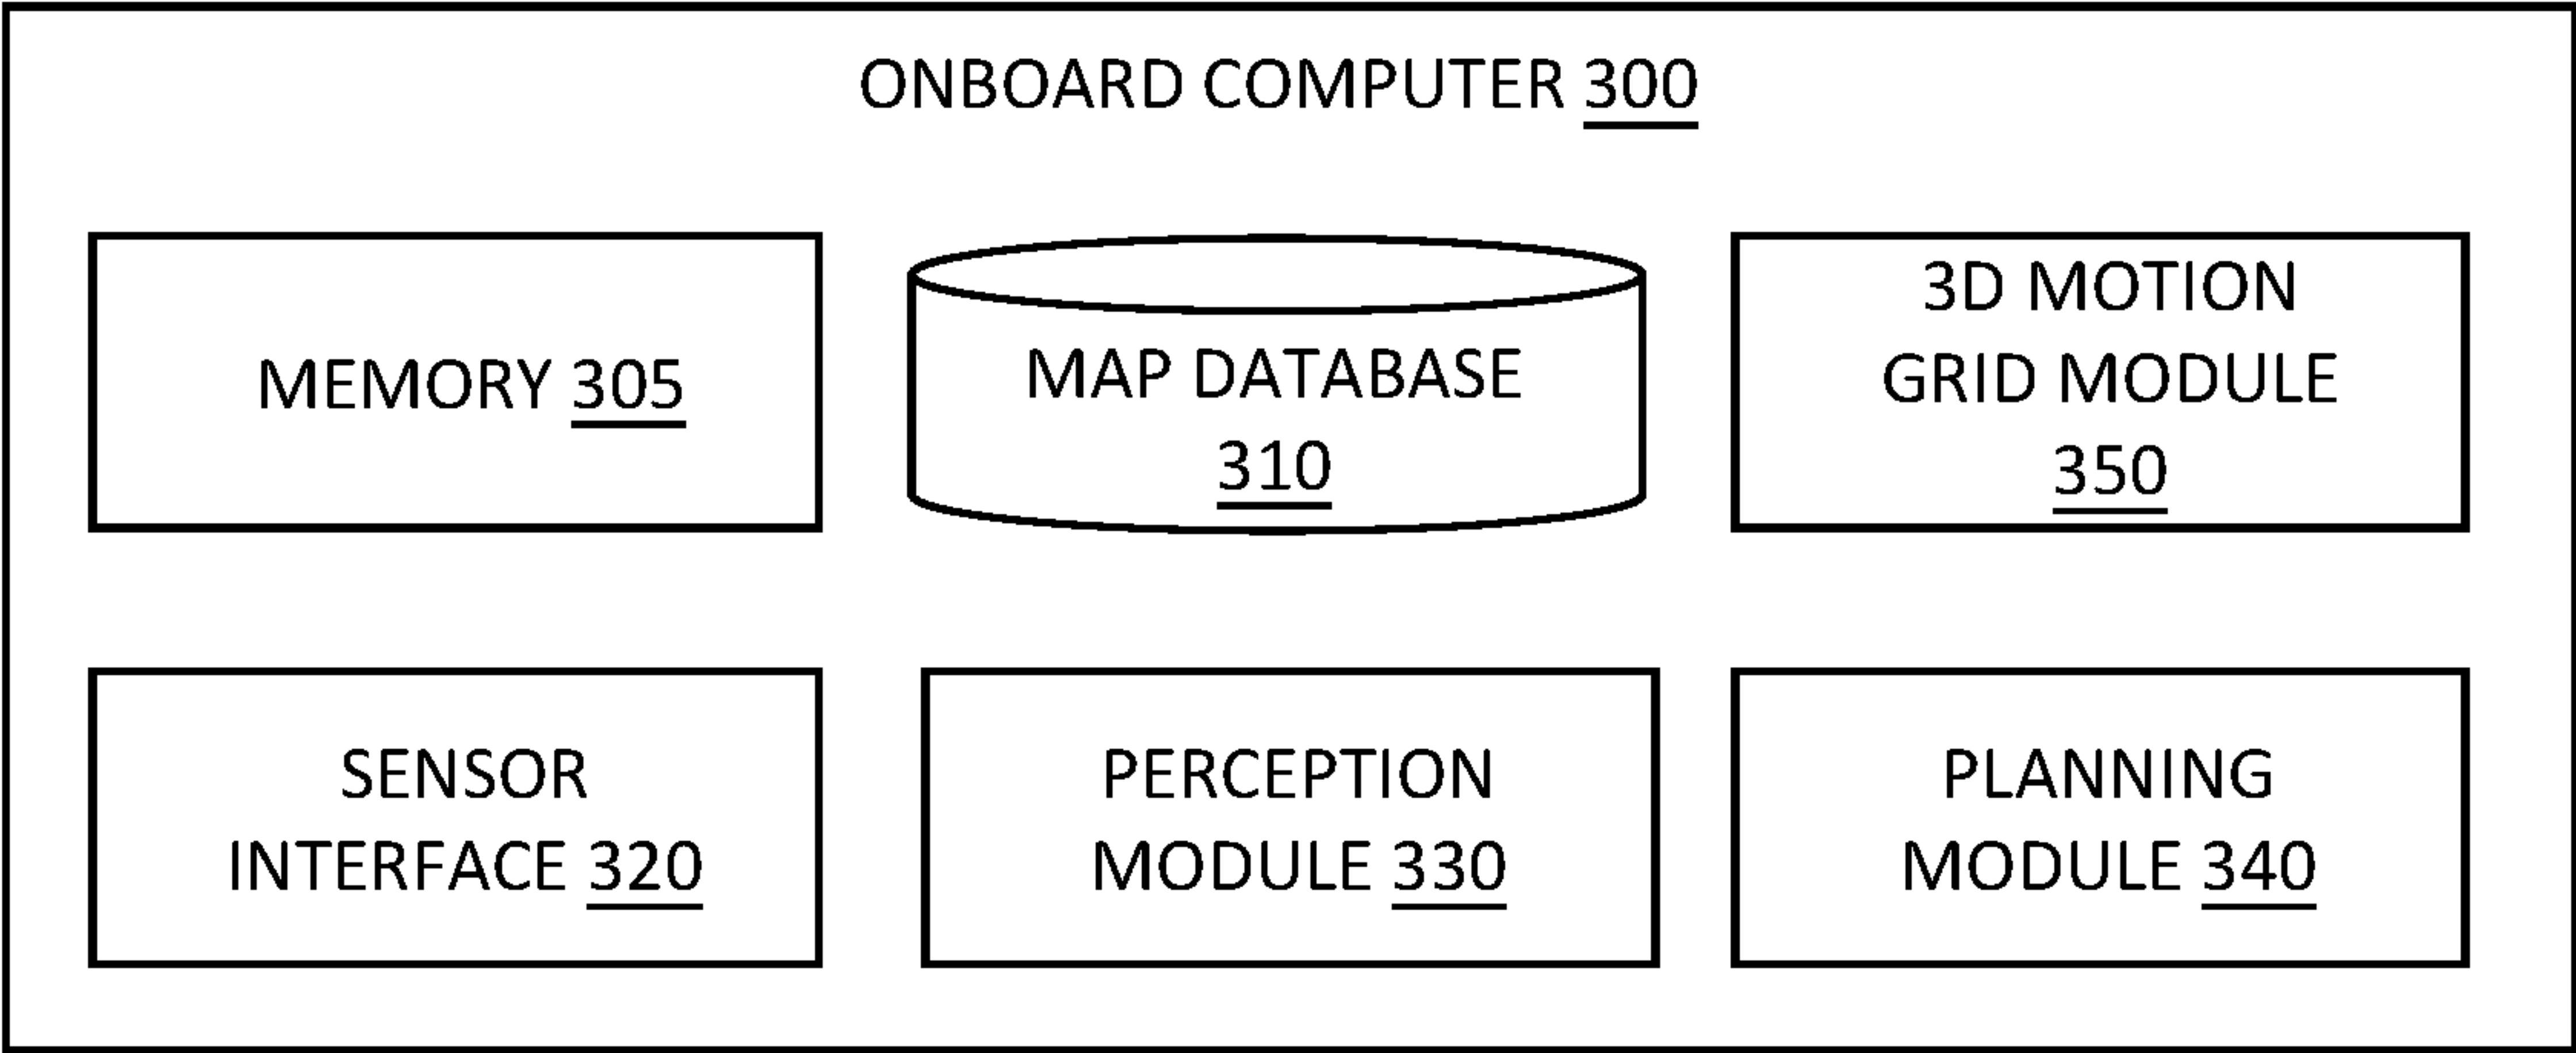 ONBOARD COMPUTER 300
MEMORY 305
MAP DATABASE
310
3D MOTION
GRID MODULE
350
SENSOR
INTERFACE 320
PERCEPTION
MODULE 330
PLANNING
MODULE 340